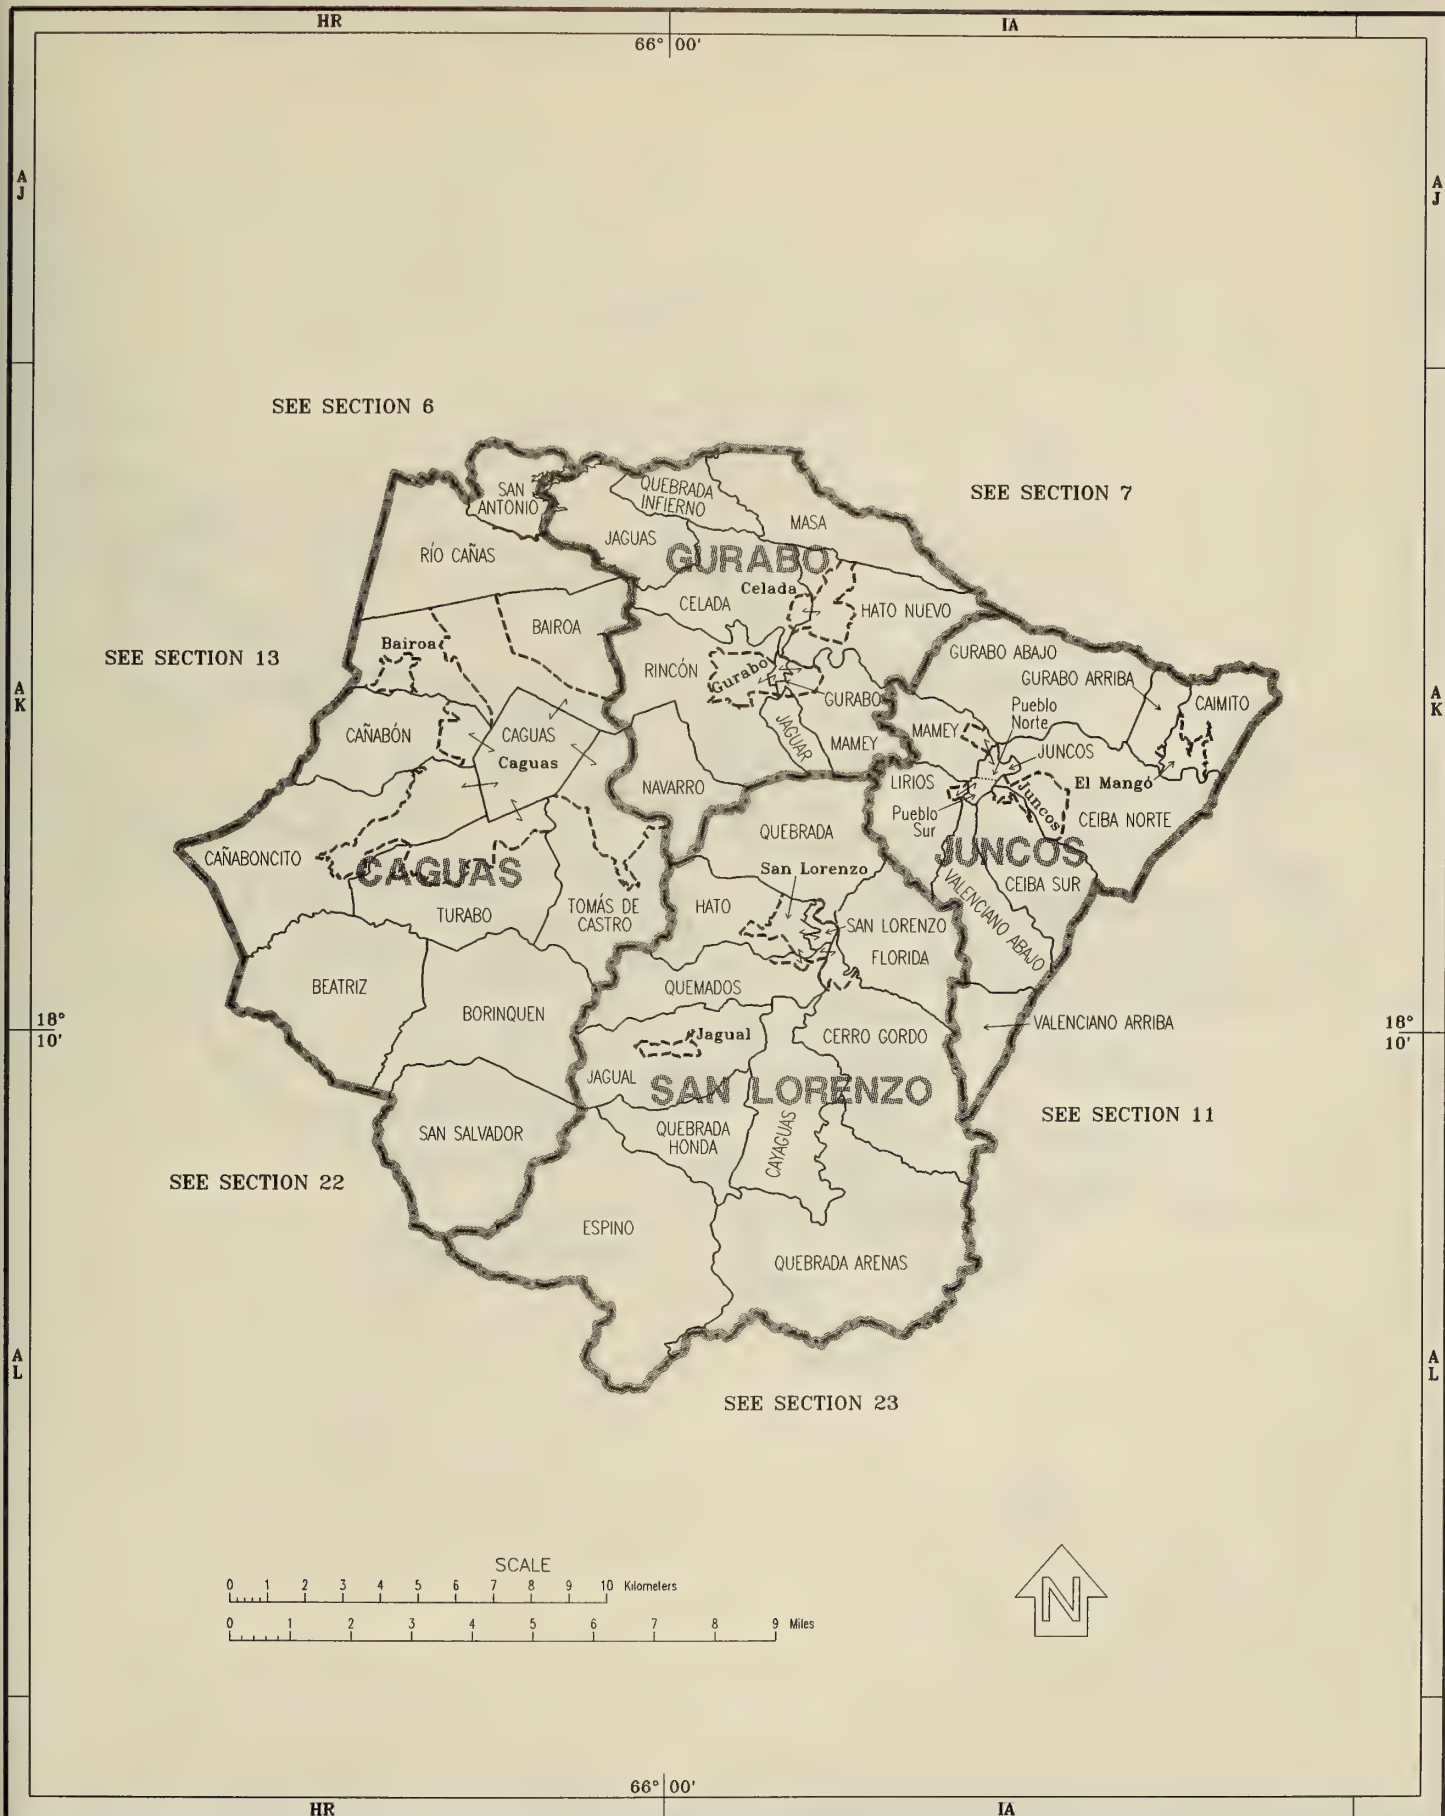 HR
IA
66° 00'
A
J
A
J
SEE SECTION 6
SEE SECTION 7
SAN
ANTONIO
QUEBRADA
INFIERNO
MASA
RÍO CAÑAS
JAGUAS
GURABO
Celada
CELADA
HATO NUEVO
BAIROA
Bairoa
SEE SECTION 13
GURABO ABAJO
RINCÓN
Gurabo
GURABO ARRIBA
A
K
A
K
GURABO
Pueblo
Norte
CAIMITO
CAÑABÓN
CAGUAS
JAGUAR
MAMEY
MAMEY
JUNCOS
Caguas
NAVARRO
LIRIOS
El Mangó
Juncos
Pueblo
Sur
CEIBA NORTE
QUEBRADA
CAÑABONCITO
CAGUAS
San Lorenzo
JUNCOS
CEIBA SUR
TURABO
TOMÁS DE
CASTRO
HATO
SAN LORENZO
VALENCIANO ABAJO
FLORIDA
BEATRIZ
QUEMADOS
BORINQUEN
18°
10'
18°
10'
VALENCIANO ARRIBA
Jagual
CERRO GORDO
JAGUAL
SAN LORENZO
SEE SECTION 11
SAN SALVADOR
QUEBRADA
HONDA
CAYAGUAS
SEE SECTION 22
ESPINO
QUEBRADA ARENAS
A
L
A
L
SEE SECTION 23
SCALE
0 1 2 3 4 5 6 7 8 9 10 Kilometers
0 1 2 3 4 5 6 7 8 9 Miles
N
66° 00'
HR
IA